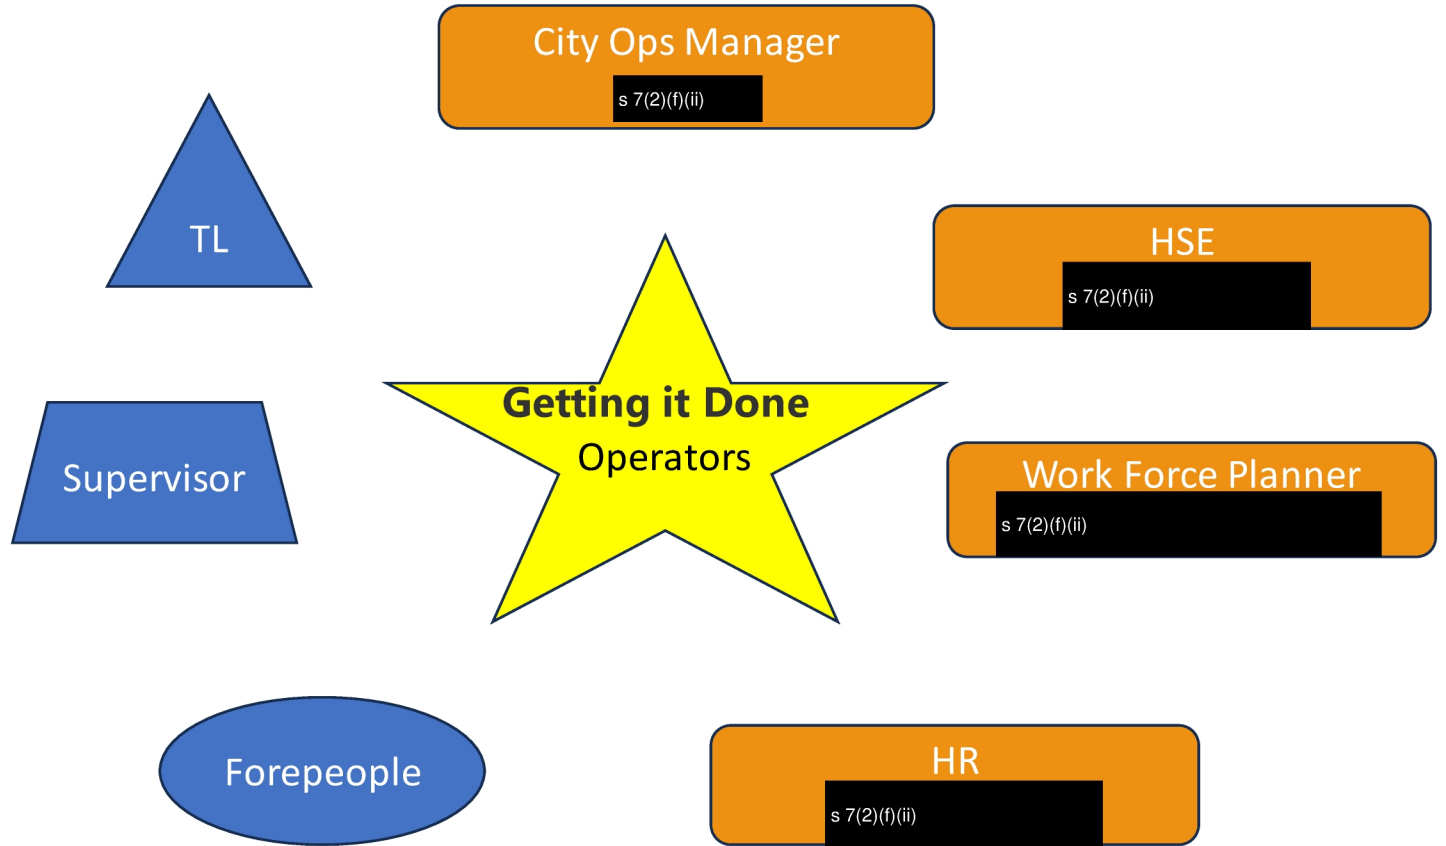 City Ops Manager
s 7(2)(f)(ii)
TL
HSE
s 7(2)(f)(ii)
Getting it Done
Operators
Supervisor
Work Force Planner
s 7(2)(f)(ii)
Forepeople
HR
s 7(2)(f)(ii)